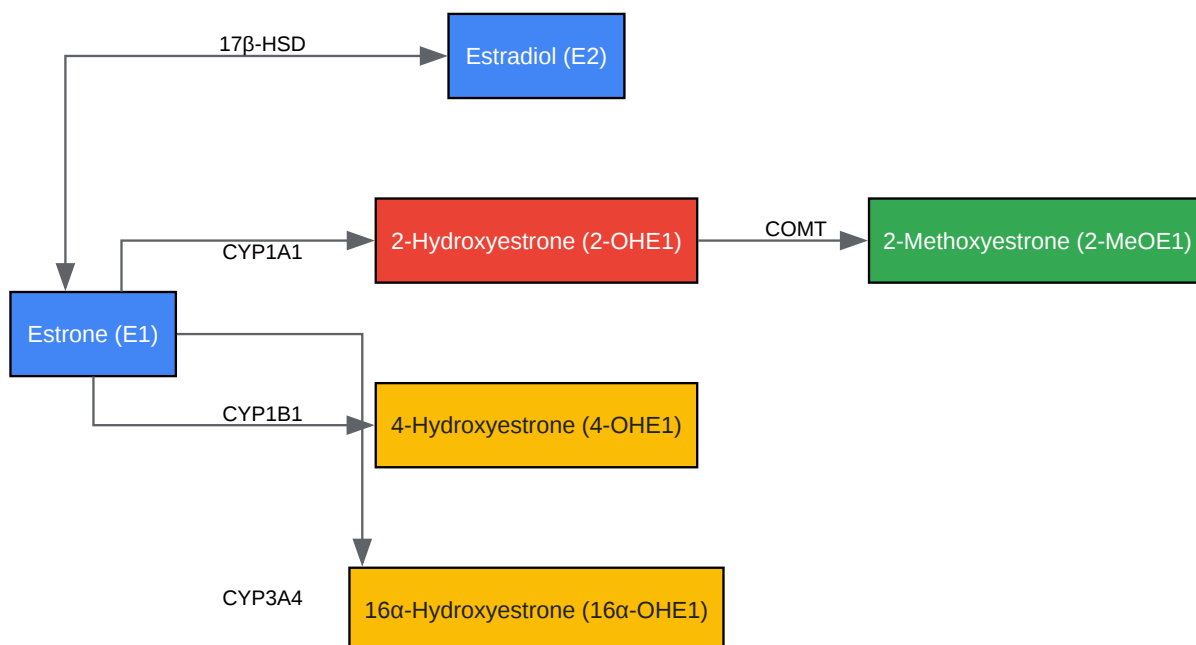 17β-HSD
Estradiol (E2)
2-Hydroxyestrone (2-OHE1)
COMT
2-Methoxyestrone (2-MeOE1)
CYP1A1
Estrone (E1)
CYP1B1
4-Hydroxyestrone (4-OHE1)
CYP3A4
16α-Hydroxyestrone (16α-OHE1)